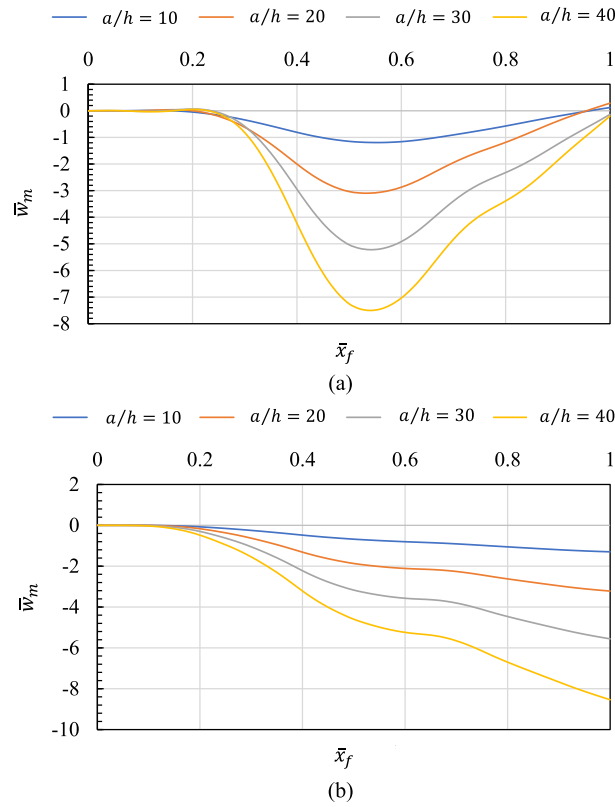 a/h = 10 a/h = 20 a/h = 30 a/h = 40
0 0.2 0.4 0.6 0.8 1
1
0
-1
-2
-3
-4
-5
-6
-7
-8
w̅ₘ
x̄_f
(a)
a/h = 10 a/h = 20 a/h = 30 a/h = 40
0 0.2 0.4 0.6 0.8 1
2
0
-2
-4
-6
-8
-10
w̅ₘ
x̄_f
(b)